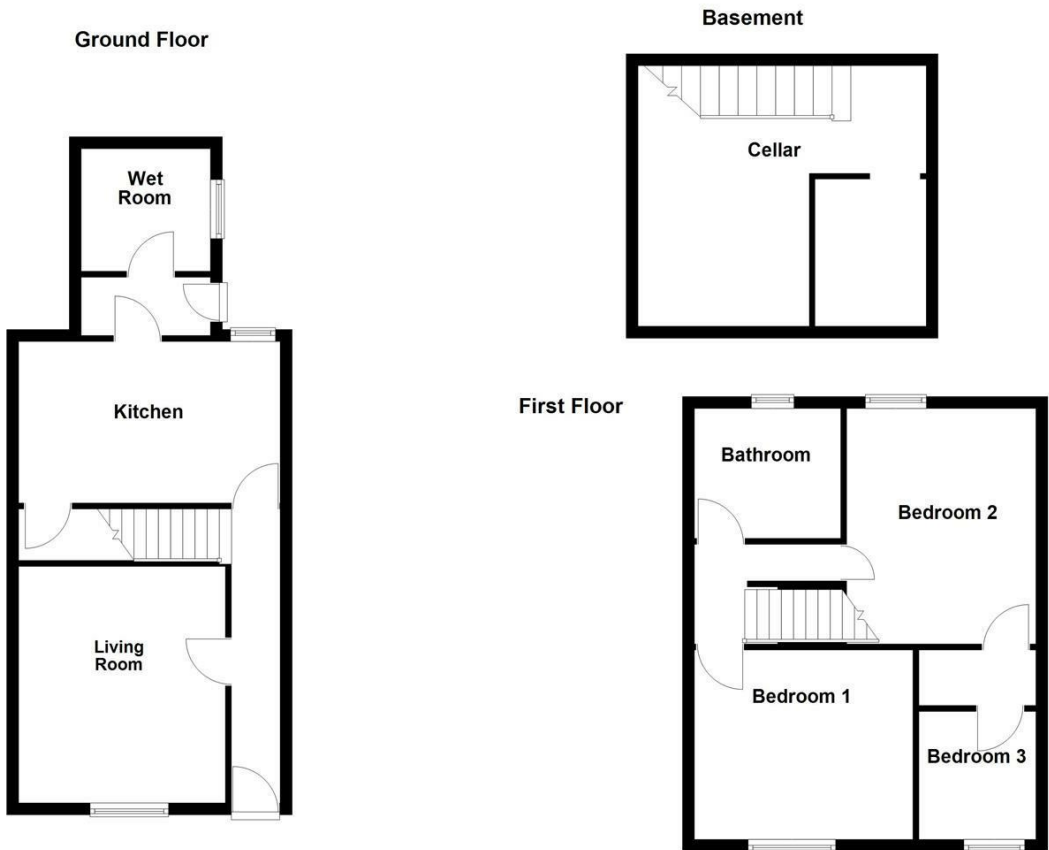 Ground Floor
Wet
Room
Kitchen
Living
Room
Basement
Cellar
First Floor
Bathroom
Bedroom 2
Bedroom 1
Bedroom 3